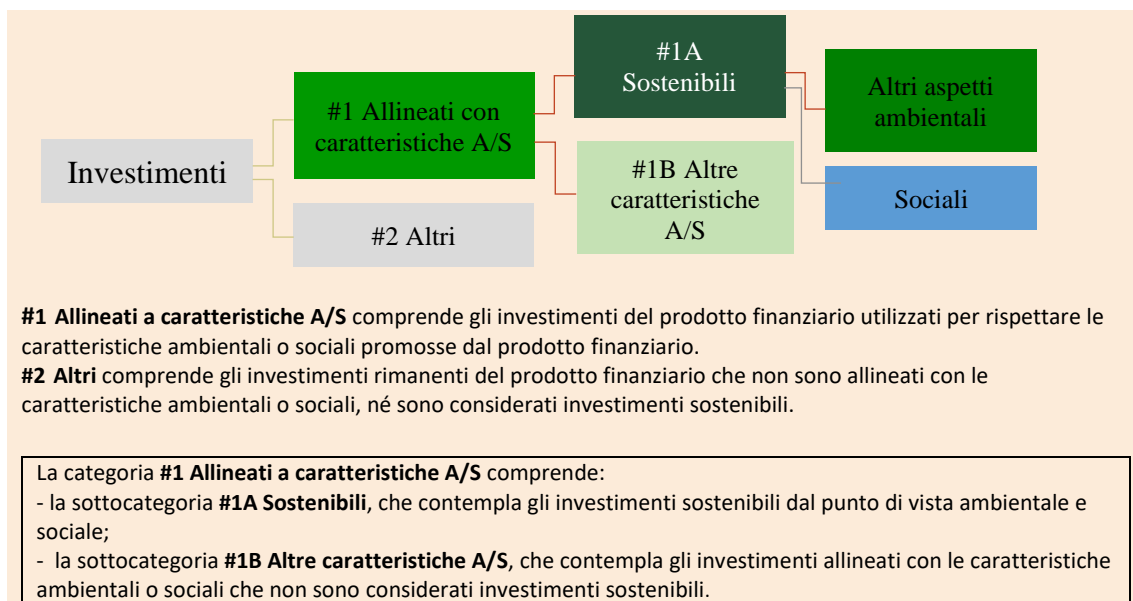 Investimenti
#1 Allineati con
caratteristiche A/S
#2 Altri
#1A
Sostenibili
#1B Altre
caratteristiche
A/S
Altri aspetti
ambientali
Sociali
#1 Allineati a caratteristiche A/S comprende gli investimenti del prodotto finanziario utilizzati per rispettare le
caratteristiche ambientali o sociali promosse dal prodotto finanziario.
#2 Altri comprende gli investimenti rimanenti del prodotto finanziario che non sono allineati con le
caratteristiche ambientali o sociali, né sono considerati investimenti sostenibili.
La categoria #1 Allineati a caratteristiche A/S comprende:
- la sottocategoria #1A Sostenibili, che contempla gli investimenti sostenibili dal punto di vista ambientale e
sociale;
- la sottocategoria #1B Altre caratteristiche A/S, che contempla gli investimenti allineati con le caratteristiche
ambientali o sociali che non sono considerati investimenti sostenibili.